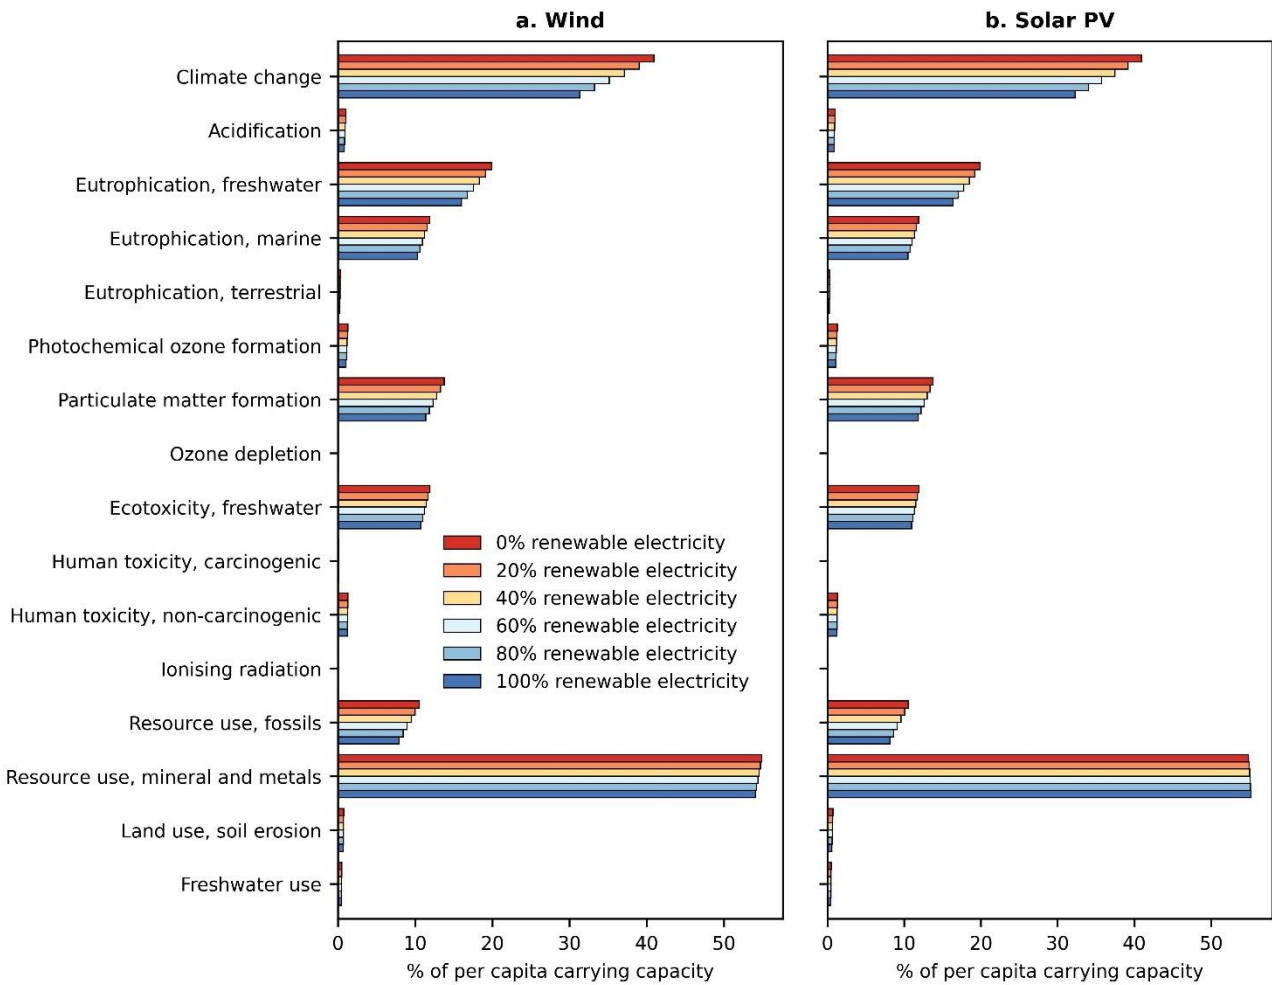 a. Wind
b. Solar PV
Climate change
Acidification
Eutrophication, freshwater
Eutrophication, marine
Eutrophication, terrestrial
Photochemical ozone formation
Particulate matter formation
Ozone depletion
Ecotoxicity, freshwater
Human toxicity, carcinogenic
Human toxicity, non-carcinogenic
Ionising radiation
Resource use, fossils
Resource use, mineral and metals
Land use, soil erosion
Freshwater use
0% renewable electricity
20% renewable electricity
40% renewable electricity
60% renewable electricity
80% renewable electricity
100% renewable electricity
0 10 20 30 40 50
% of per capita carrying capacity
0 10 20 30 40 50
% of per capita carrying capacity